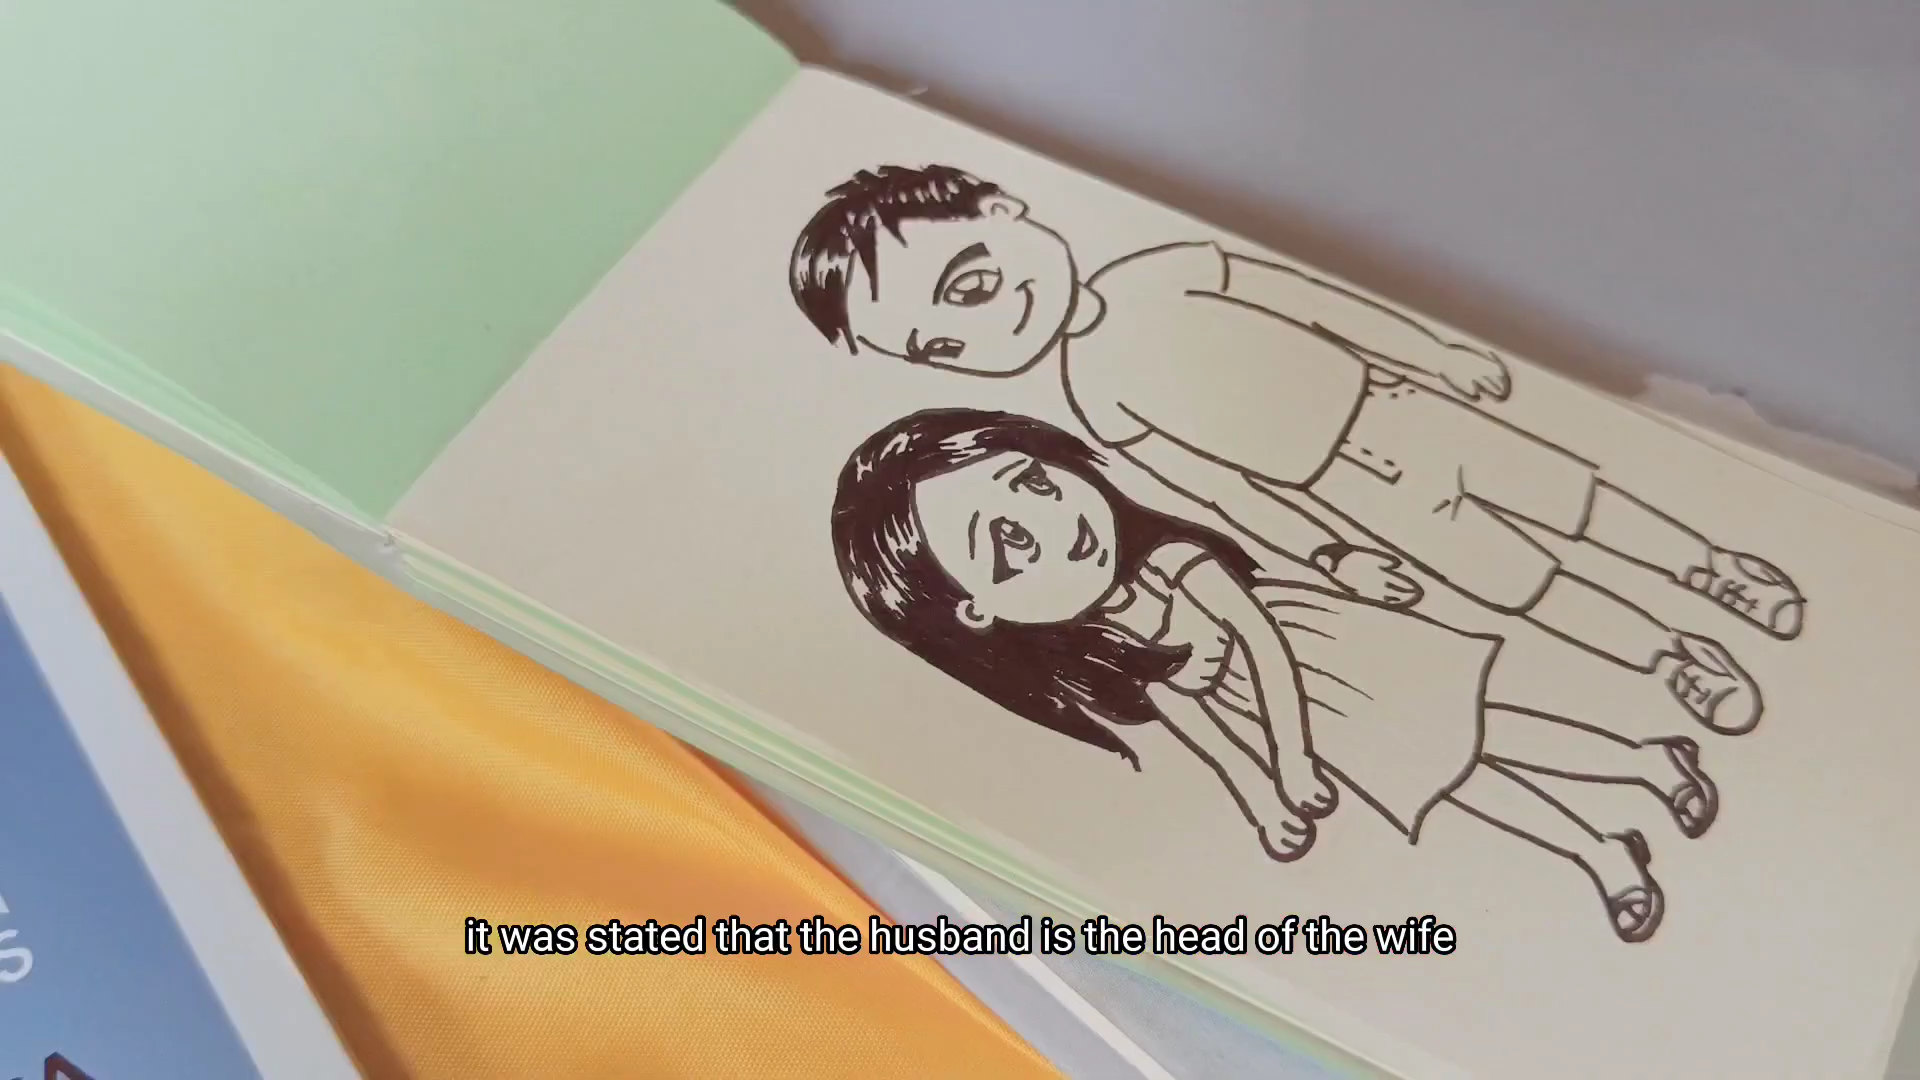 it was stated that the husband is the head of the wife